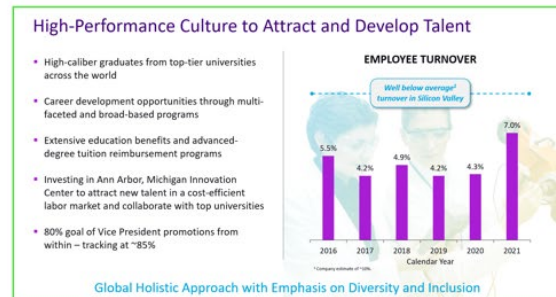 High-Performance Culture to Attract and Develop Talent
• High-caliber graduates from top-tier universities
across the world
• Career development opportunities through multi-
faceted and broad-based programs
• Extensive education benefits and advanced-
degree tuition reimbursement programs
• Investing in Ann Arbor, Michigan Innovation
Center to attract new talent in a cost-efficient
labor market and collaborate with top universities
• 80% goal of Vice President promotions from
within – tracking at ~85%
EMPLOYEE TURNOVER
Well below average¹
turnover in Silicon Valley
5.5%
4.2%
4.9%
4.2%
4.3%
7.0%
2016 2017 2018 2019 2020 2021
Calendar Year
¹ Company estimate of ~10%.
Global Holistic Approach with Emphasis on Diversity and Inclusion